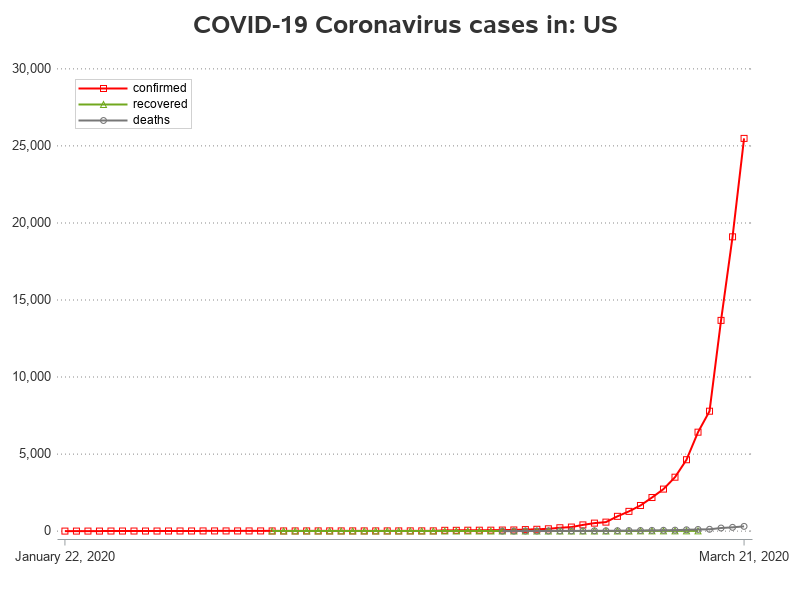 COVID-19 Coronavirus cases in: US
30,000
confirmed
recovered
deaths
25,000
20,000
15,000
10,000
5,000
0
January 22, 2020
March 21, 2020